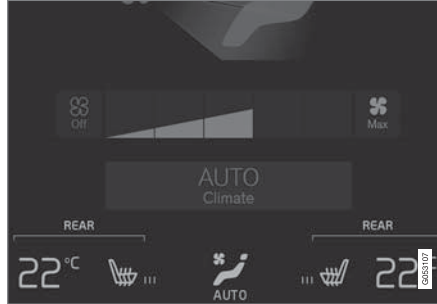 Off
Max
AUTO
Climate
REAR
REAR
22°C
22°
AUTO
G053107